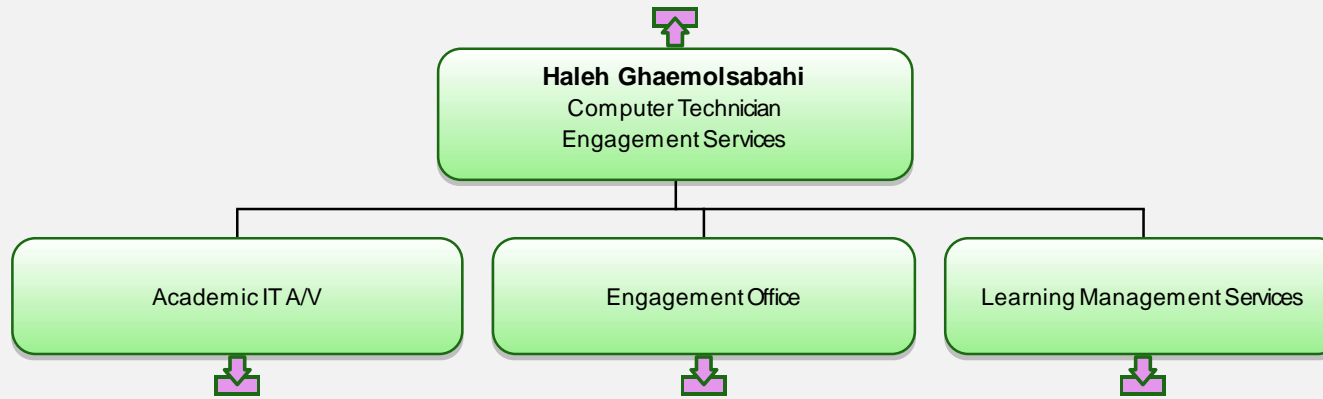 Haleh Ghaemolsabahi
Computer Technician
Engagement Services
Academic IT A/V
Engagement Office
Learning Management Services